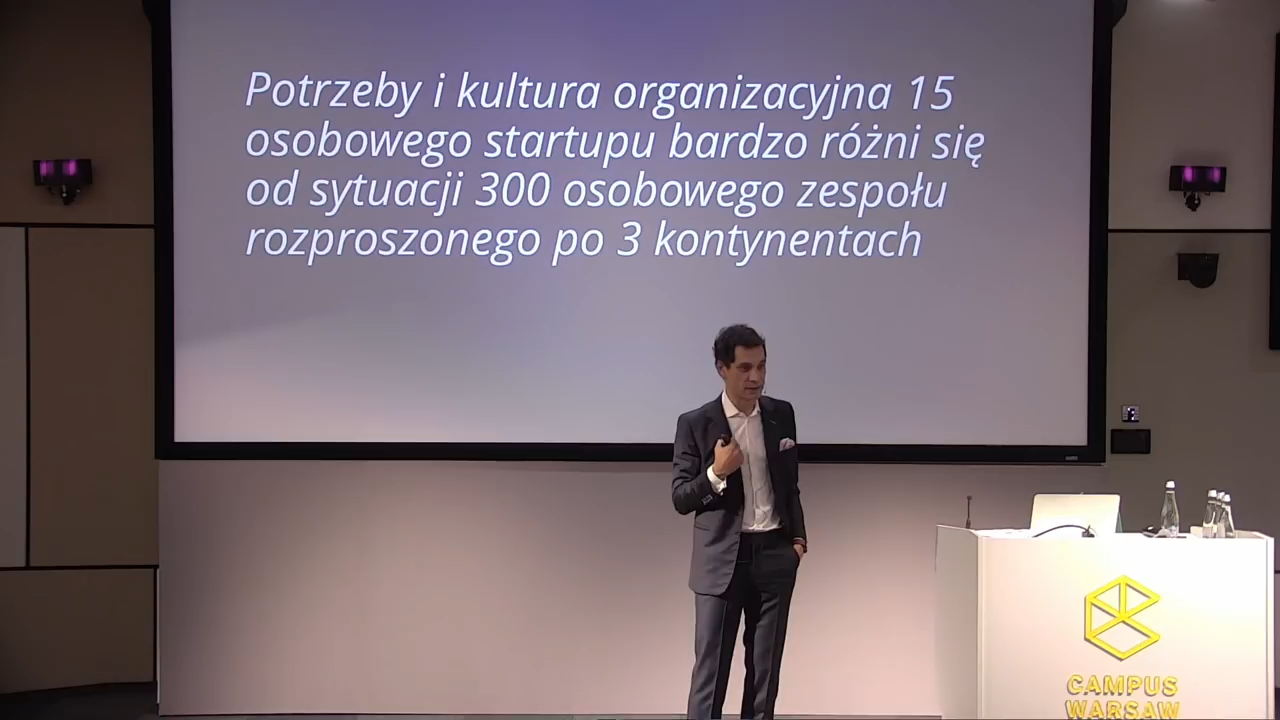 Potrzeby i kultura organizacyjna 15
osobowego startupu bardzo różni się
od sytuacji 300 osobowego zespołu
rozproszonego po 3 kontynentach
CAMPUS
WARSAW